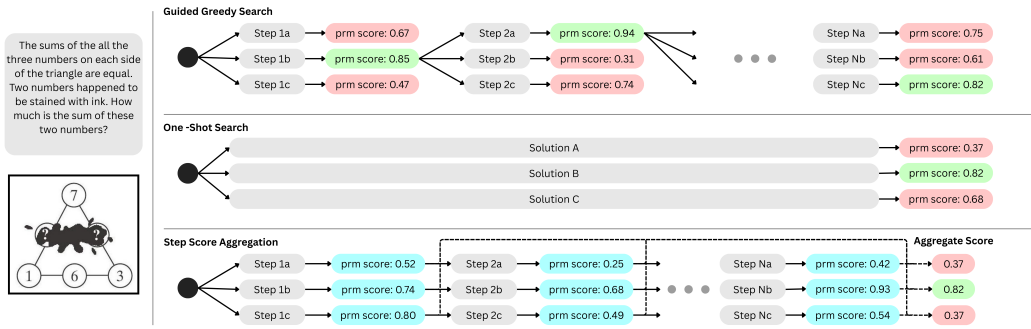 The sums of the all the
three numbers on each side
of the triangle are equal.
Two numbers happened to
be stained with ink. How
much is the sum of these
two numbers?
7
? ?
1 6 3
Guided Greedy Search
Step 1a prm score: 0.67 Step 2a prm score: 0.94 Step Na prm score: 0.75
Step 1b prm score: 0.85 Step 2b prm score: 0.31 Step Nb prm score: 0.61
Step 1c prm score: 0.47 Step 2c prm score: 0.74 Step Nc prm score: 0.82
One -Shot Search
Solution A prm score: 0.37
Solution B prm score: 0.82
Solution C prm score: 0.68
Step Score Aggregation Aggregate Score
Step 1a prm score: 0.52 Step 2a prm score: 0.25 Step Na prm score: 0.42 0.37
Step 1b prm score: 0.74 Step 2b prm score: 0.68 Step Nb prm score: 0.93 0.82
Step 1c prm score: 0.80 Step 2c prm score: 0.49 Step Nc prm score: 0.54 0.37